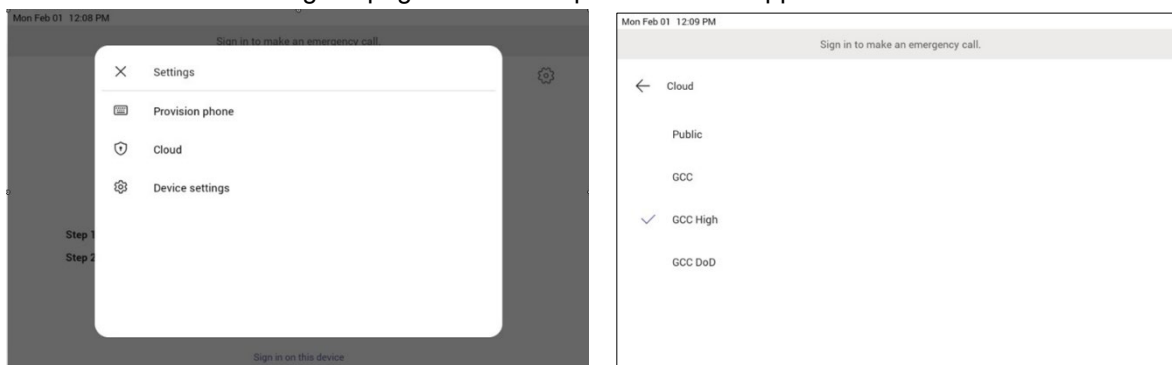 Mon Feb 01 12:08 PM
Sign in to make an emergency call.
Settings
Provision phone
Cloud
Device settings
Step 1
Step 2
Sign in on this device
Mon Feb 01 12:09 PM
Sign in to make an emergency call.
Cloud
Public
GCC
GCC High
GCC DoD